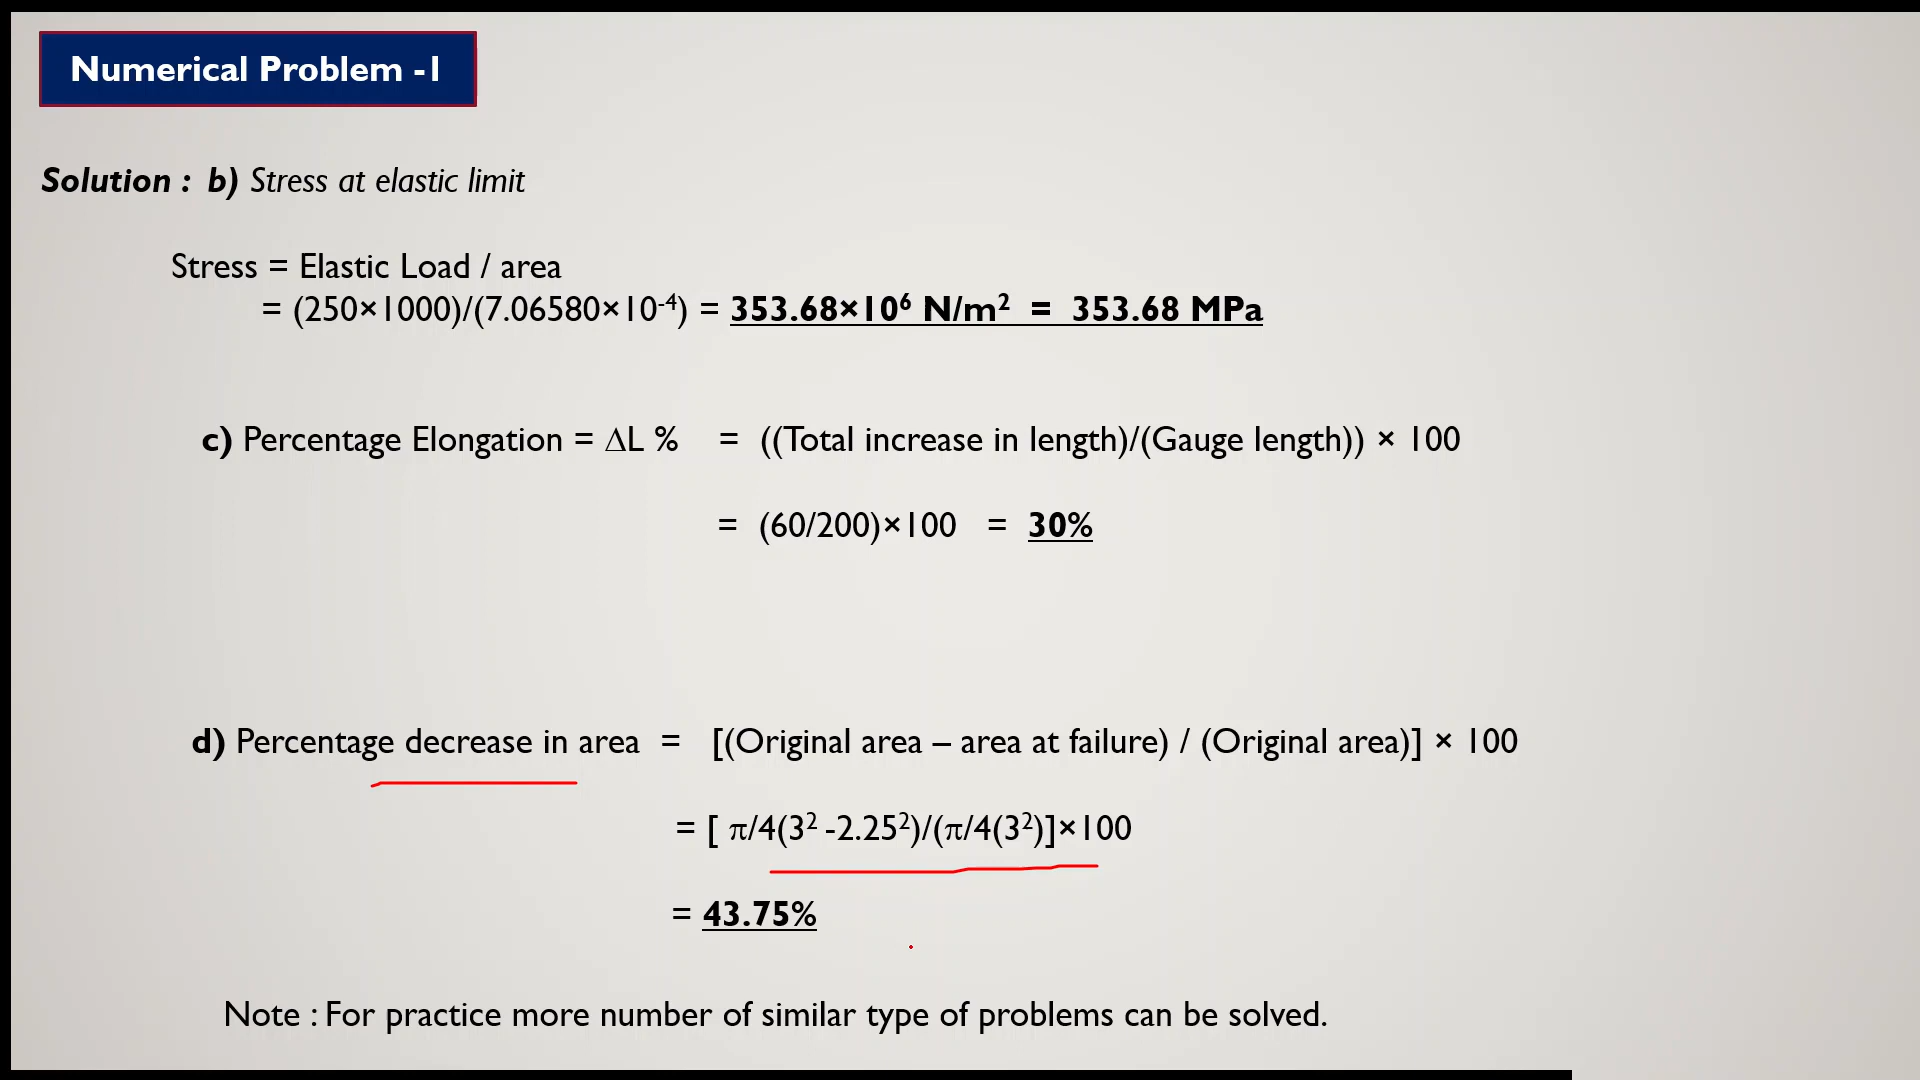 Numerical Problem -1
Solution : b) Stress at elastic limit
Stress = Elastic Load / area
= (250×1000)/(7.06580×10⁻⁴) = 353.68×10⁶ N/m² = 353.68 MPa
c) Percentage Elongation = ∆L % = ((Total increase in length)/(Gauge length)) × 100
= (60/200)×100 = 30%
d) Percentage decrease in area = [(Original area – area at failure) / (Original area)] × 100
= [ π/4(3² -2.25²)/(π/4(3²)]×100
= 43.75%
Note : For practice more number of similar type of problems can be solved.